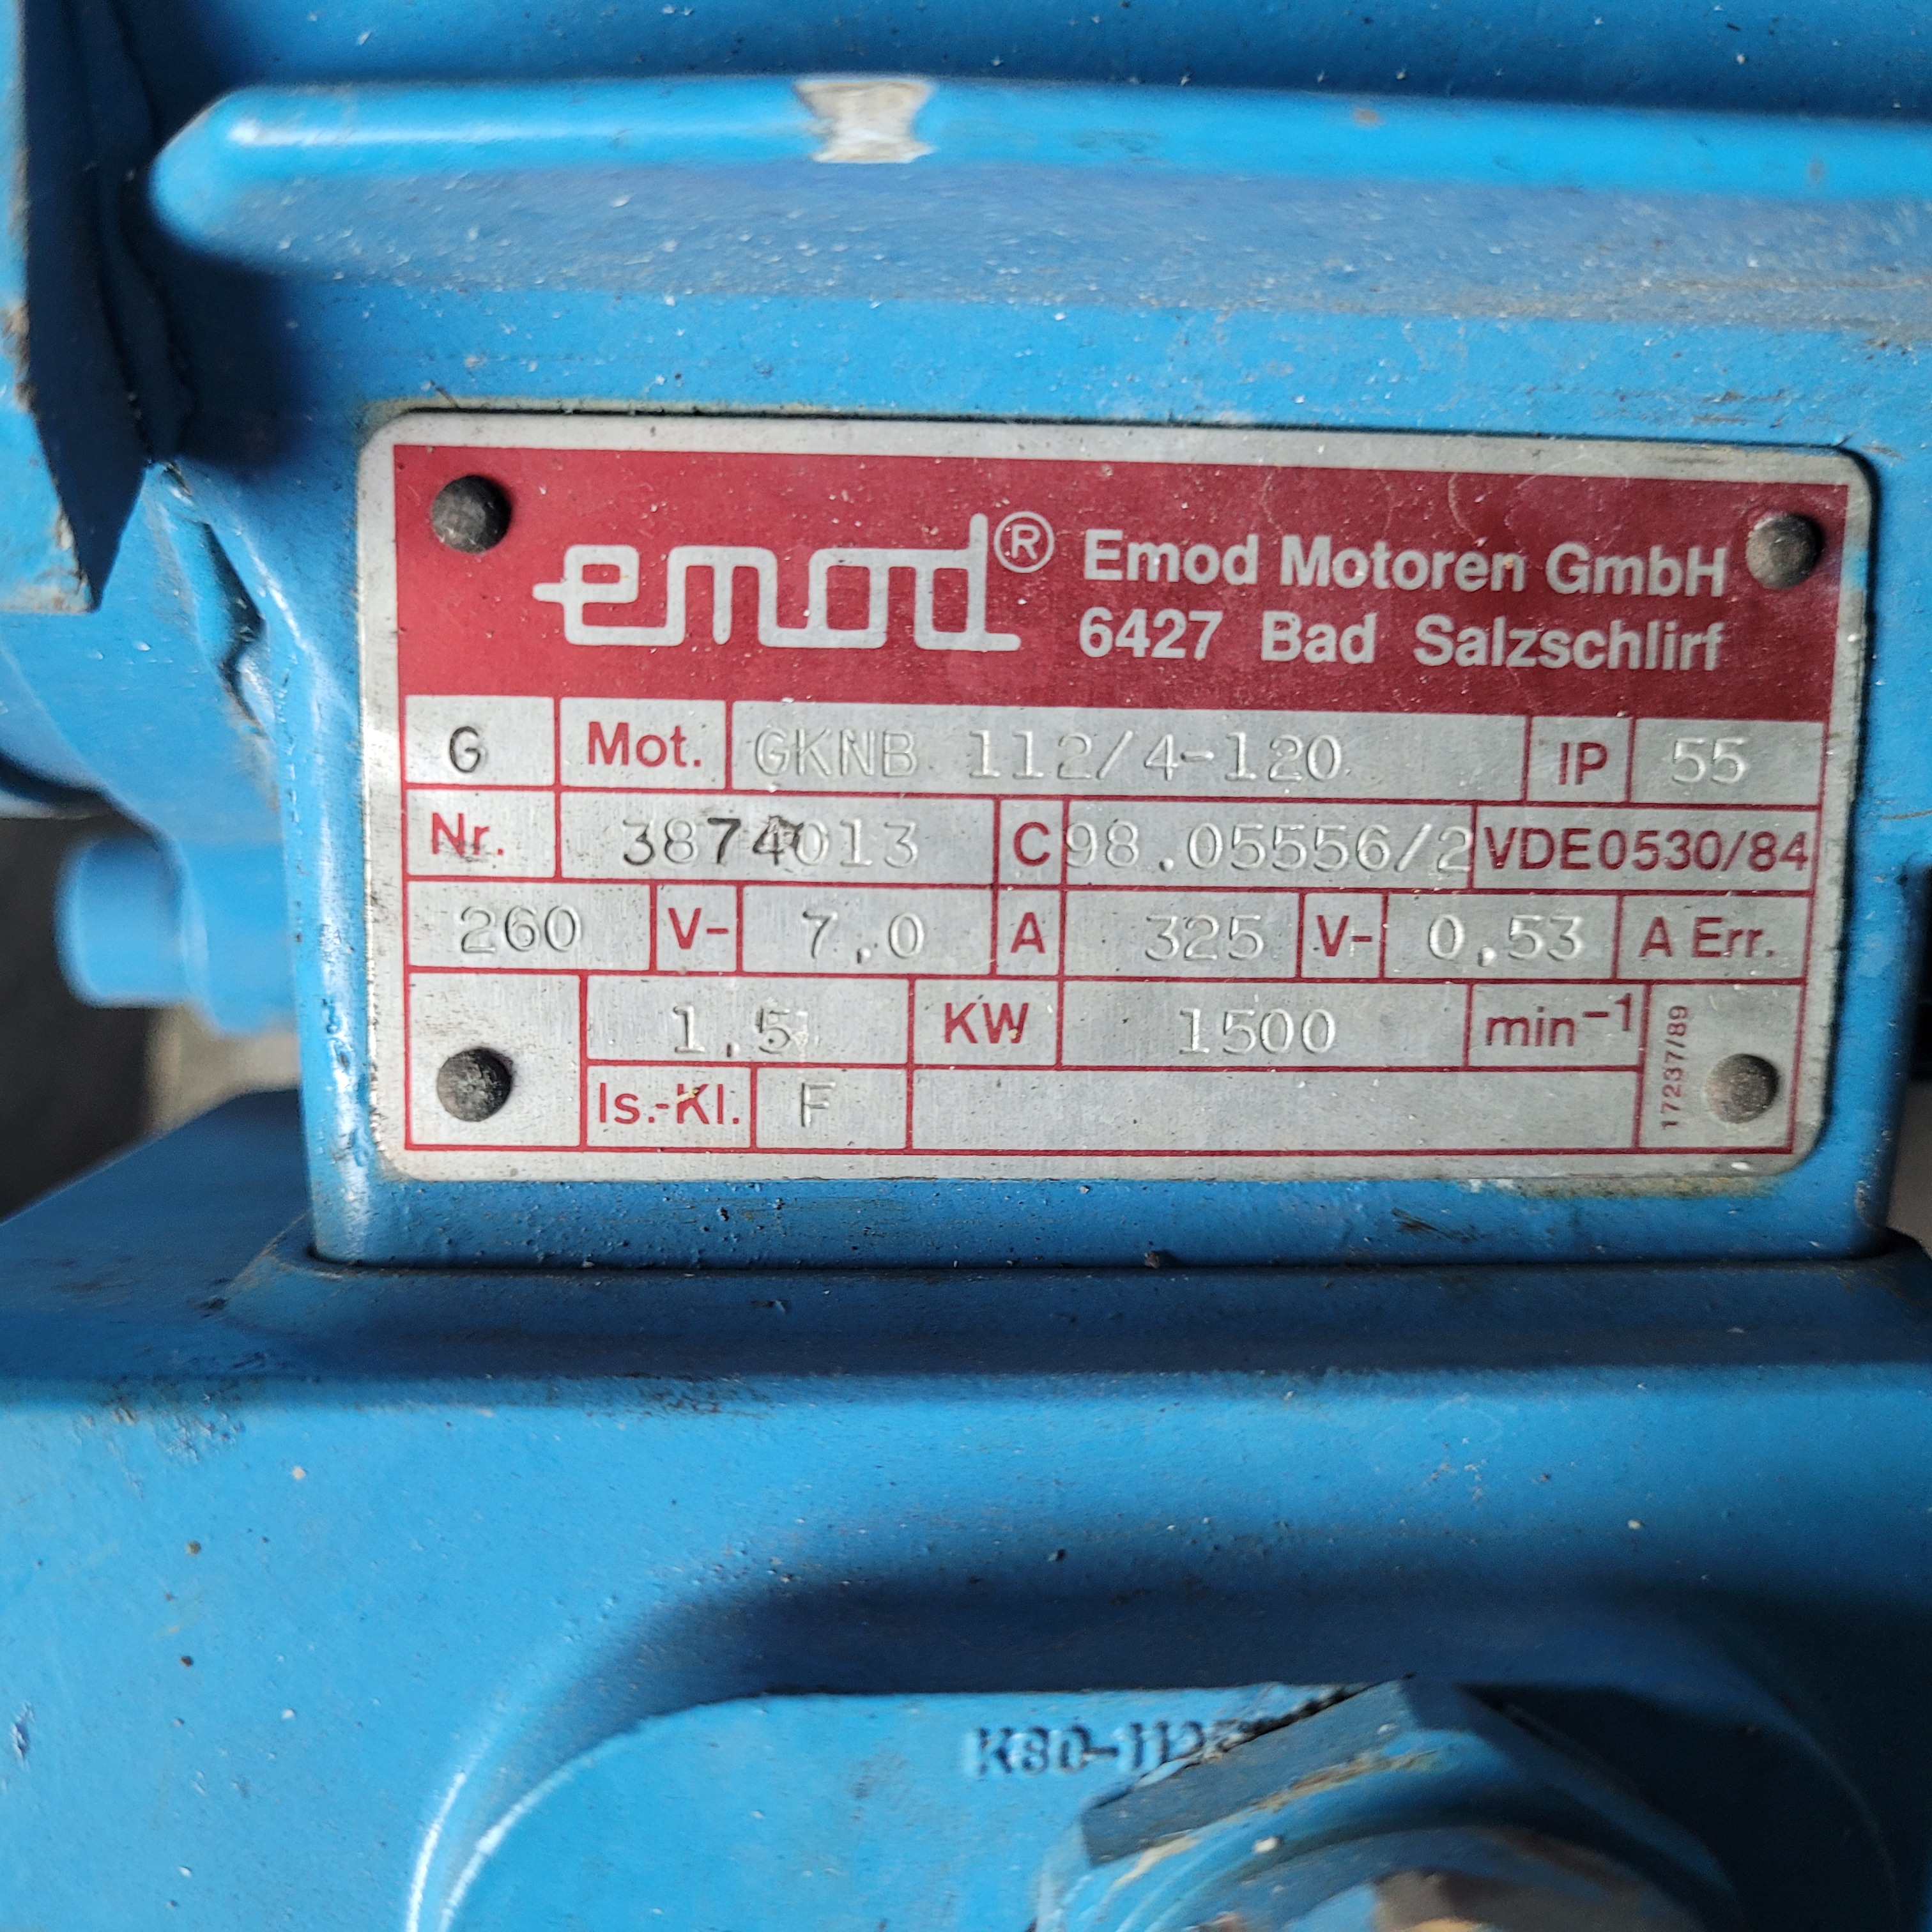 emod® Emod Motoren GmbH
6427 Bad Salzschlirf
G Mot. GKNB 112/4-120 IP 55
Nr. 3874013 C 98.05556/2 VDE0530/84
260 V- 7,0 A 325 V- 0,53 A Err.
1,5 KW 1500 min-1
Is.-Kl. F
17237/89